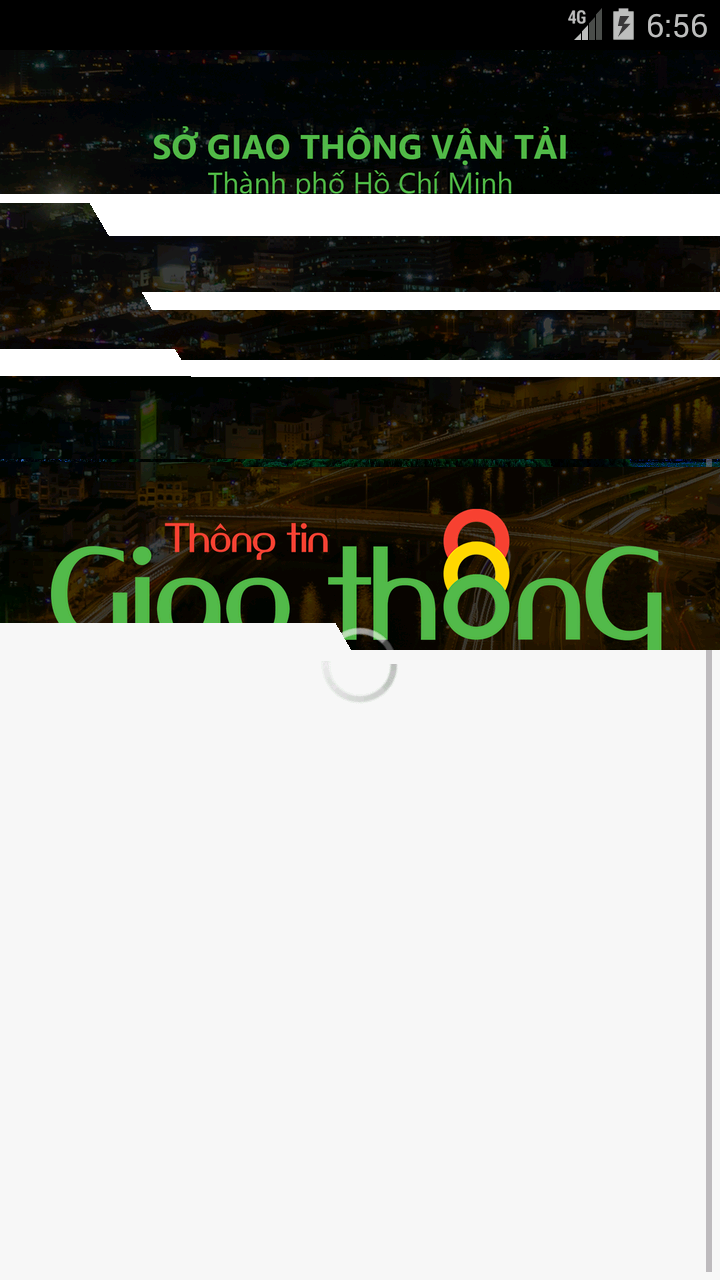 4G 6:56
SỞ GIAO THÔNG VẬN TẢI
Thành phố Hồ Chí Minh
Thông tin
Giao thông